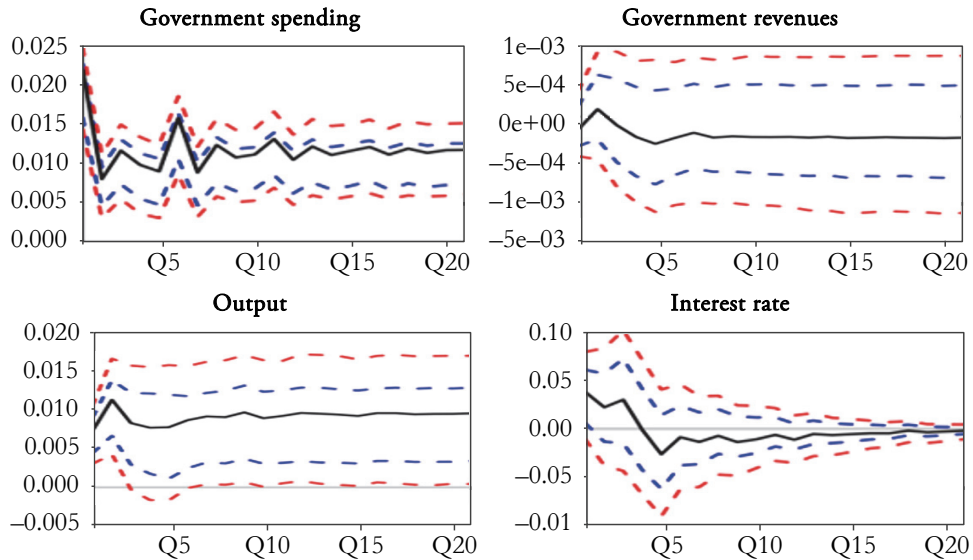 Government spending
0.025
0.020
0.015
0.010
0.005
0.000
Q5 Q10 Q15 Q20
Government revenues
1e–03
5e–04
0e+00
–5e–04
–1e–03
–5e–03
Q5 Q10 Q15 Q20
Output
0.020
0.015
0.010
0.005
0.000
–0.005
Q5 Q10 Q15 Q20
Interest rate
0.10
0.05
0.00
–0.05
–0.01
Q5 Q10 Q15 Q20